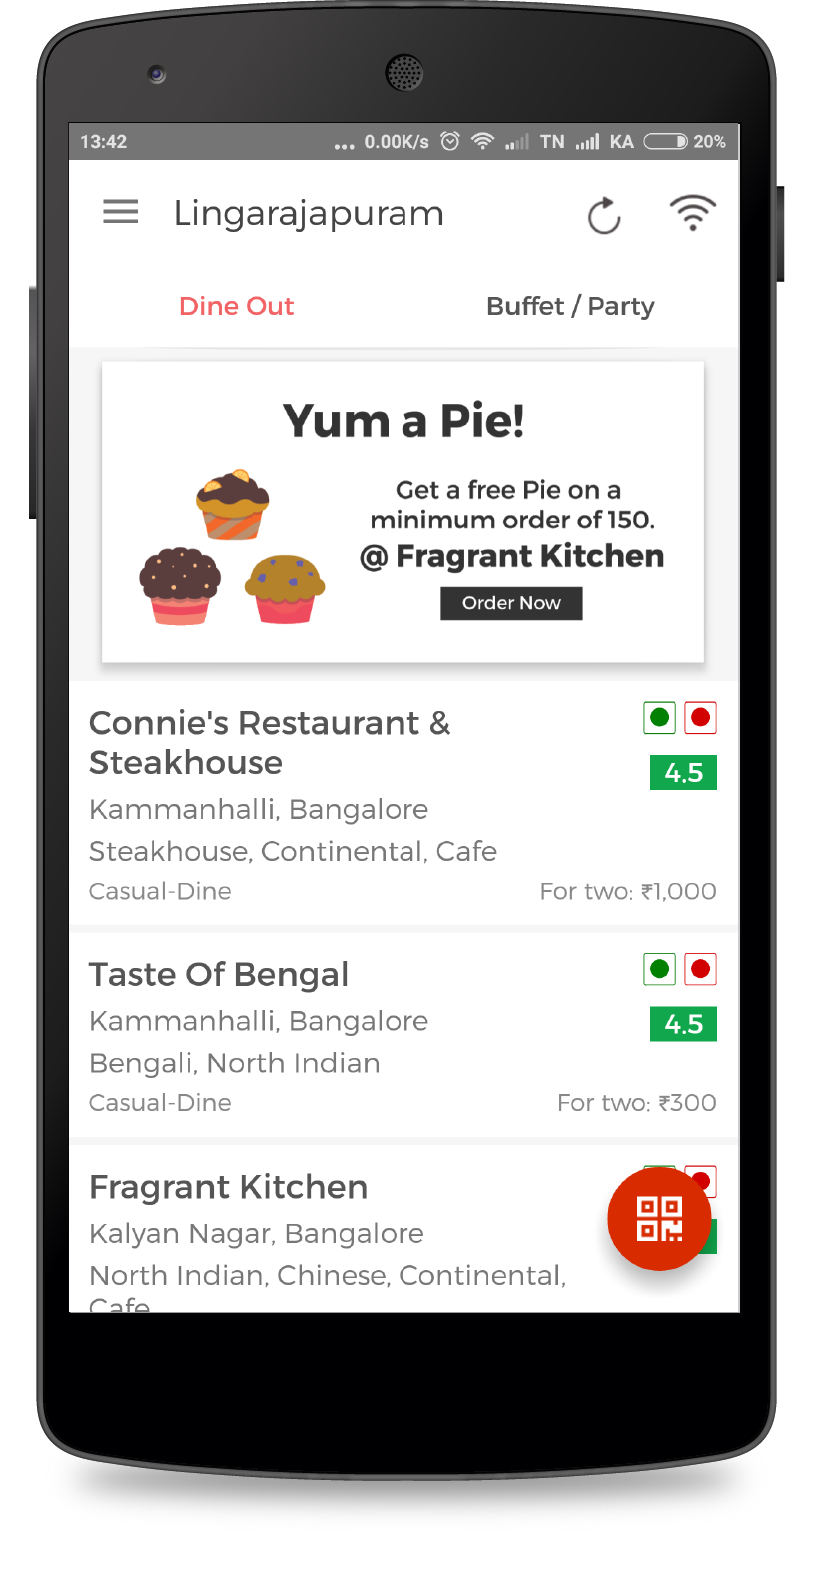 13:42 ... 0.00K/s TN KA 20%
Lingarajapuram
Dine Out Buffet / Party
Yum a Pie!
Get a free Pie on a
minimum order of 150.
@ Fragrant Kitchen
Order Now
Connie's Restaurant &
Steakhouse
4.5
Kammanhalli, Bangalore
Steakhouse, Continental, Cafe
Casual-Dine For two: ₹1,000
Taste Of Bengal
Kammanhalli, Bangalore 4.5
Bengali, North Indian
Casual-Dine For two: ₹300
Fragrant Kitchen
Kalyan Nagar, Bangalore
North Indian, Chinese, Continental,
Cafe